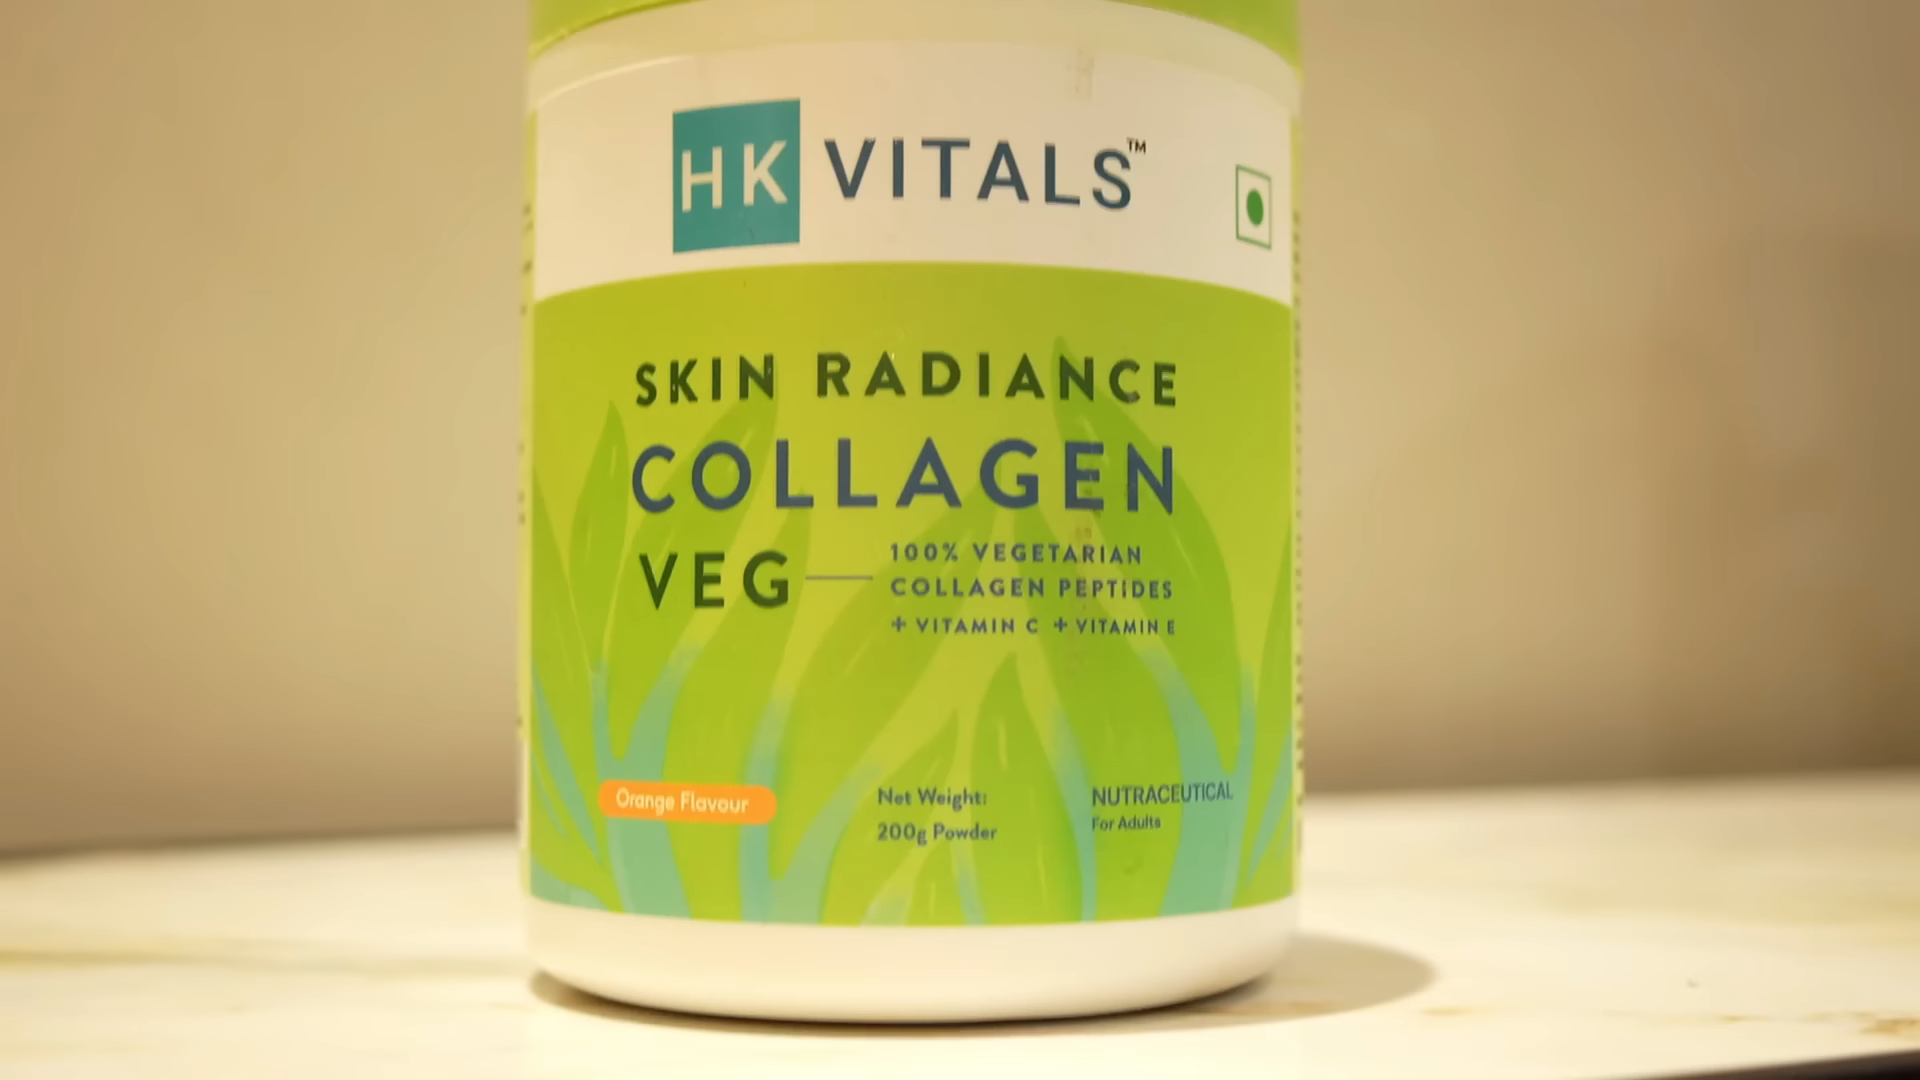 HK VITALS™
SKIN RADIANCE
COLLAGEN
VEG
100% VEGETARIAN
COLLAGEN PEPTIDES
+ VITAMIN C + VITAMIN E
Orange Flavour
Net Weight:
200g Powder
NUTRACEUTICAL
For Adults